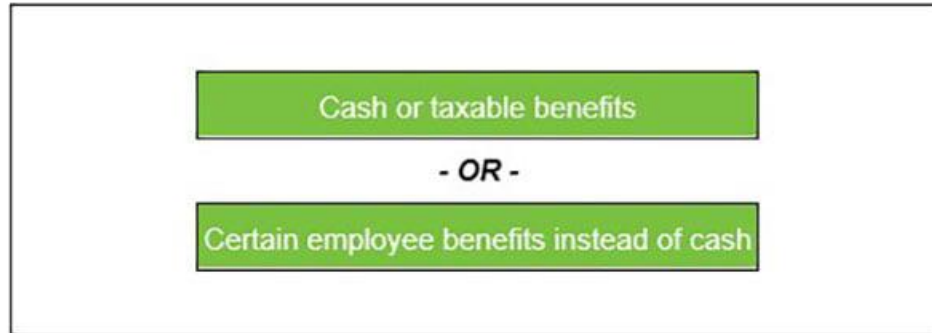 Cash or taxable benefits
- OR -
Certain employee benefits instead of cash